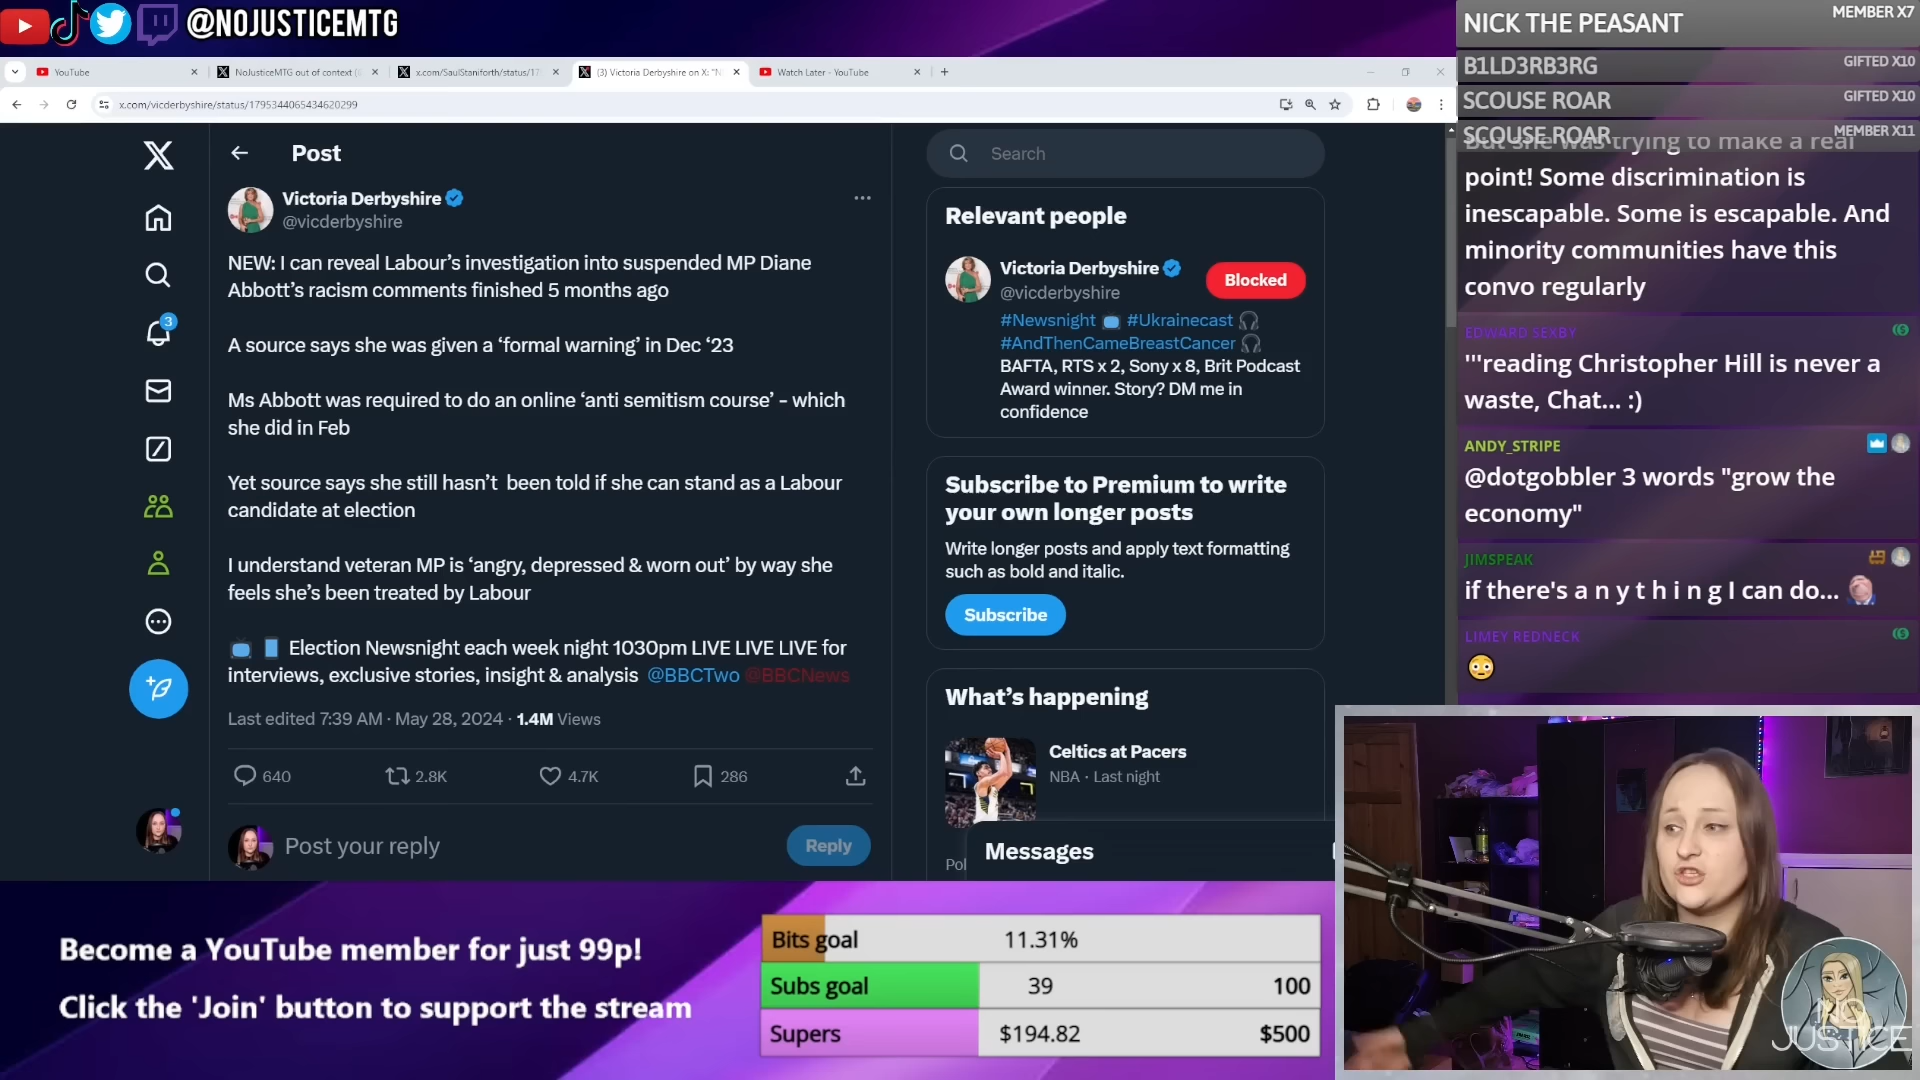 @NOJUSTICEMTG
YouTube
NoJusticeMTG out of context (
x.com/SaulStaniforth/status/17
(3) Victoria Derbyshire on X: "N
Watch Later - YouTube
x.com/vicderbyshire/status/1795344065434620299
Post
Victoria Derbyshire
@vicderbyshire
NEW: I can reveal Labour’s investigation into suspended MP Diane
Abbott’s racism comments finished 5 months ago
A source says she was given a ‘formal warning’ in Dec ‘23
Ms Abbott was required to do an online ‘anti semitism course’ - which
she did in Feb
Yet source says she still hasn’t been told if she can stand as a Labour
candidate at election
I understand veteran MP is ‘angry, depressed & worn out’ by way she
feels she’s been treated by Labour
Election Newsnight each week night 1030pm LIVE LIVE LIVE for
interviews, exclusive stories, insight & analysis @BBCTwo @BBCNews
Last edited 7:39 AM · May 28, 2024 · 1.4M Views
640 2.8K 4.7K 286
Post your reply
Reply
3
Search
Relevant people
Victoria Derbyshire
@vicderbyshire
Blocked
#Newsnight #Ukrainecast
#AndThenCameBreastCancer
BAFTA, RTS x 2, Sony x 8, Brit Podcast
Award winner. Story? DM me in
confidence
Subscribe to Premium to write
your own longer posts
Write longer posts and apply text formatting
such as bold and italic.
Subscribe
What’s happening
Celtics at Pacers
NBA · Last night
Pol
Messages
NICK THE PEASANT MEMBER X7
B1LD3RB3RG GIFTED X10
SCOUSE ROAR GIFTED X10
SCOUSE ROAR MEMBER X11
But she was trying to make a real
point! Some discrimination is
inescapable. Some is escapable. And
minority communities have this
convo regularly
EDWARD SEXBY
'''reading Christopher Hill is never a
waste, Chat... :)
ANDY_STRIPE
@dotgobbler 3 words "grow the
economy"
JIMSPEAK
if there's a n y t h i n g I can do...
LIMEY REDNECK
Become a YouTube member for just 99p!
Click the 'Join' button to support the stream
Bits goal 11.31%
Subs goal 39 100
Supers $194.82 $500
NO
JUSTICE